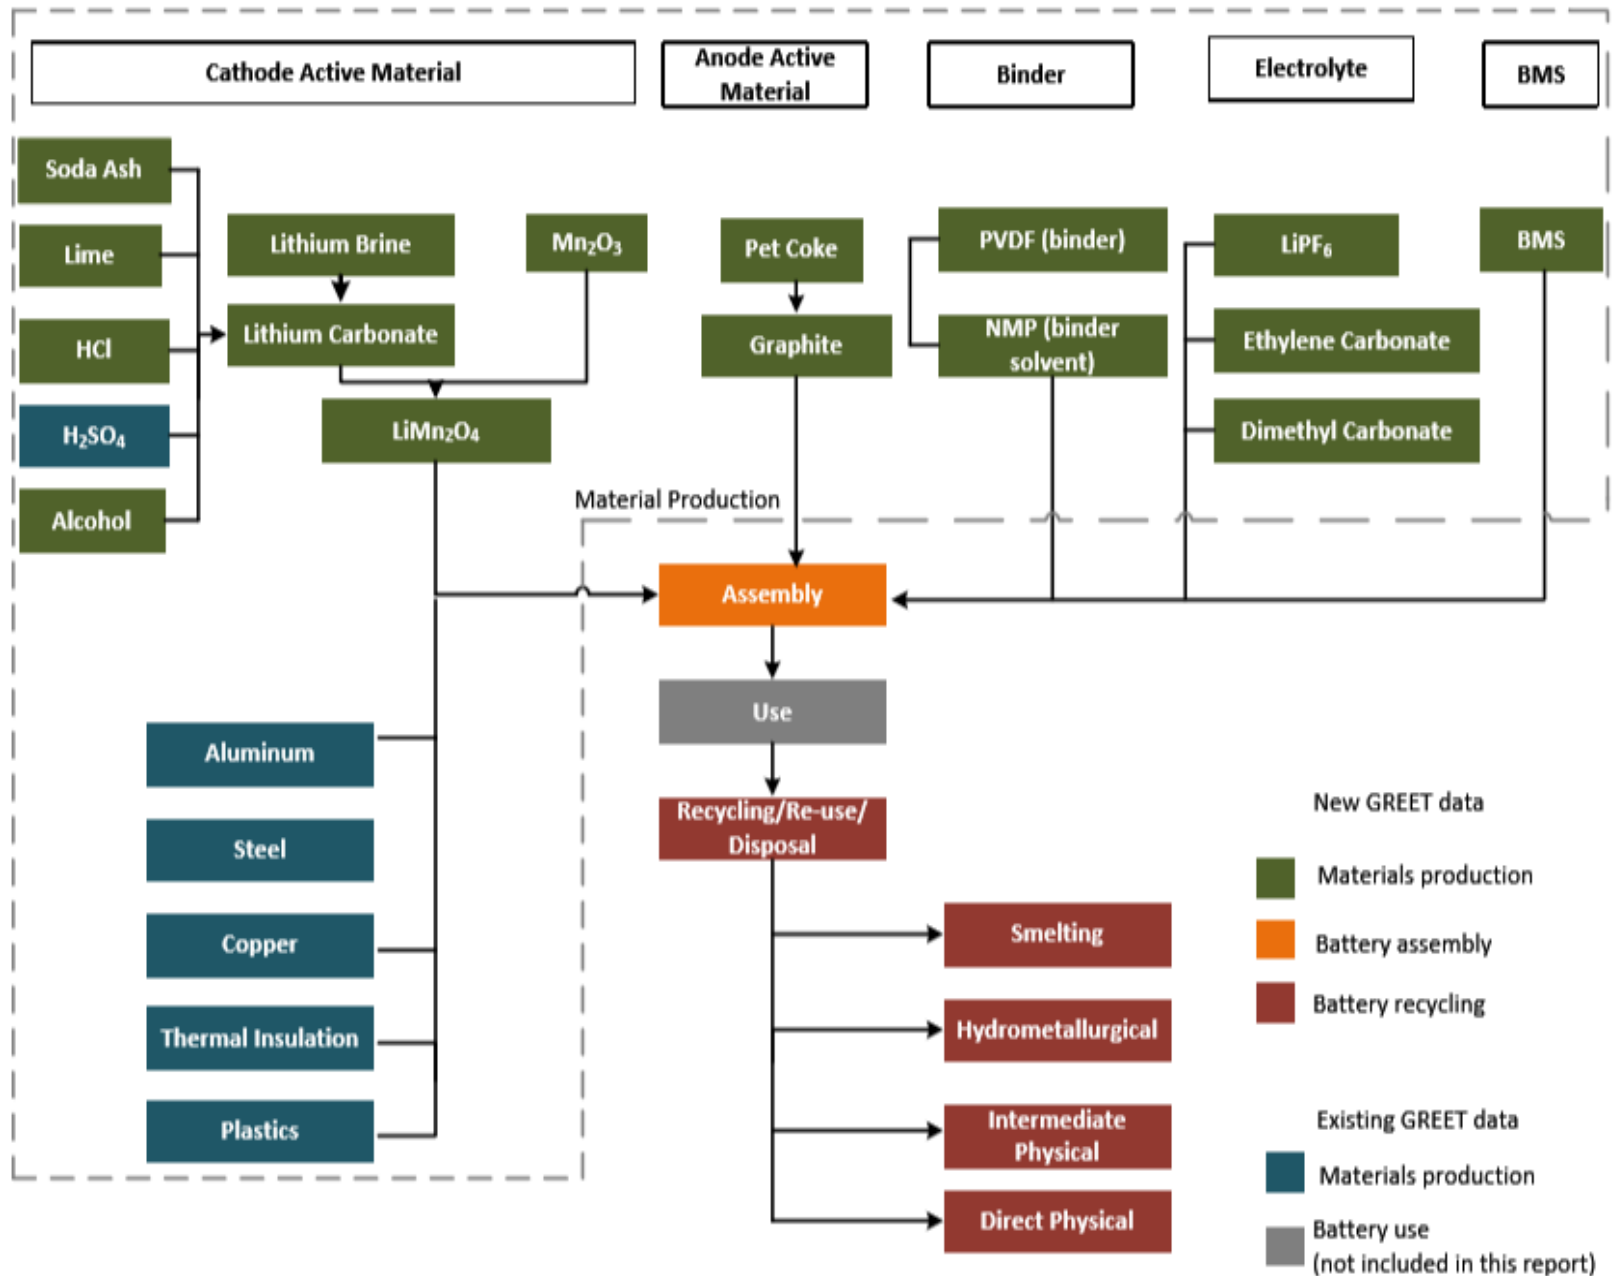 Cathode Active Material
Anode Active
Material
Binder
Electrolyte
BMS
Soda Ash
Lime
HCl
H₂SO₄
Alcohol
Lithium Brine
Lithium Carbonate
Mn₂O₃
LiMn₂O₄
Pet Coke
Graphite
PVDF (binder)
NMP (binder
solvent)
LiPF₆
Ethylene Carbonate
Dimethyl Carbonate
BMS
Material Production
Assembly
Use
Recycling/Re-use/
Disposal
Aluminum
Steel
Copper
Thermal Insulation
Plastics
Smelting
Hydrometallurgical
Intermediate
Physical
Direct Physical
New GREET data
Materials production
Battery assembly
Battery recycling
Existing GREET data
Materials production
Battery use
(not included in this report)